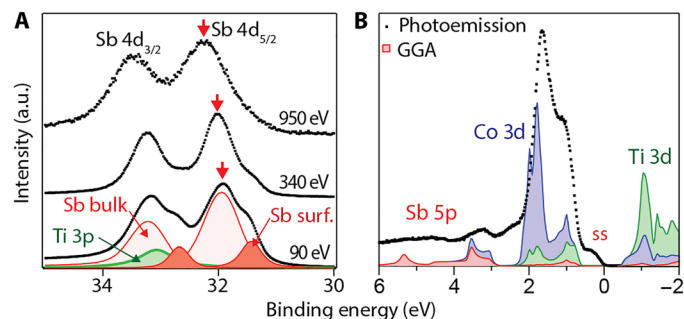 A
Sb 4d3/2
Sb 4d5/2
950 eV
340 eV
Sb bulk
Sb surf.
Ti 3p
90 eV
Intensity (a.u.)
34
32
30
B
Photoemission
GGA
Co 3d
Ti 3d
Sb 5p
ss
6
4
2
0
-2
Binding energy (eV)